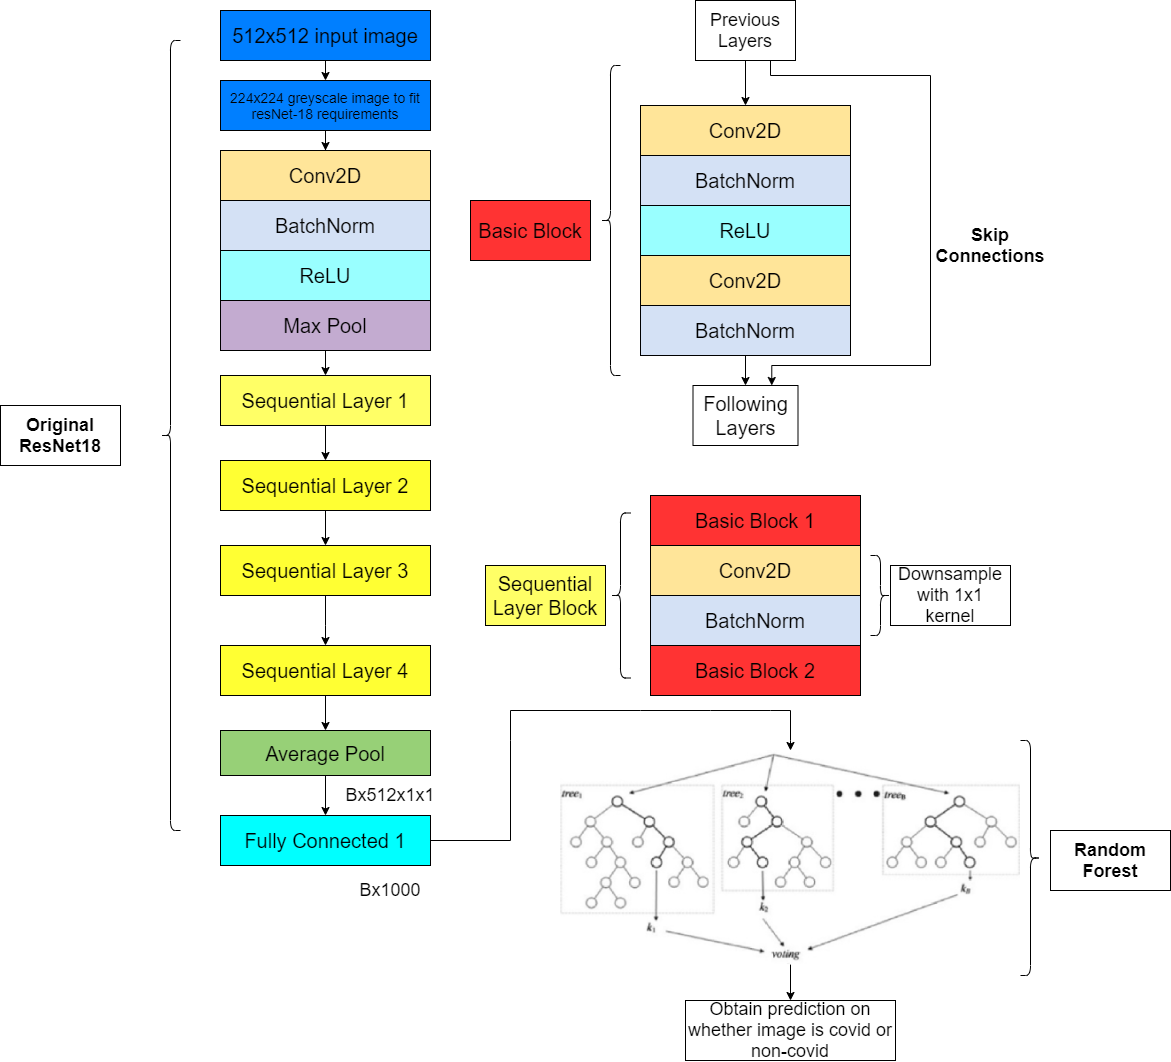 512x512 input image
224x224 greyscale image to fit
resNet-18 requirements
Conv2D
BatchNorm
ReLU
Max Pool
Sequential Layer 1
Sequential Layer 2
Sequential Layer 3
Sequential Layer 4
Average Pool
Bx512x1x1
Fully Connected 1
Bx1000
Original
ResNet18
Previous
Layers
Conv2D
BatchNorm
ReLU
Conv2D
BatchNorm
Following
Layers
Basic Block
Skip
Connections
Basic Block 1
Conv2D
BatchNorm
Basic Block 2
Sequential
Layer Block
Downsample
with 1x1
kernel
tree1
tree2
treeB
k1
k2
kB
voting
Random
Forest
Obtain prediction on
whether image is covid or
non-covid